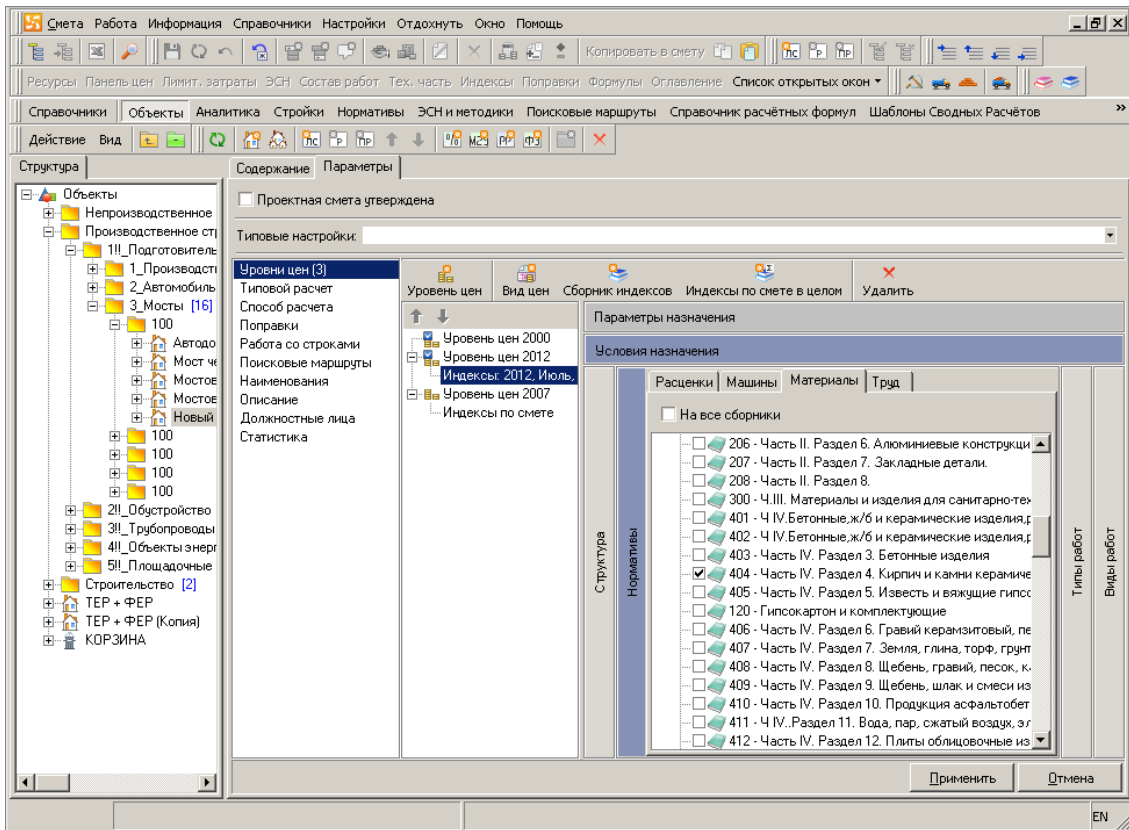 Смета Работа Информация Справочники Настройки Отдохнуть Окно Помощь
Копировать в смету
Ресурсы Панель цен Лимит. затраты ЭСН Состав работ Тех. часть Индексы Поправки Формулы Оглавление Список открытых окон
Справочники Объекты Аналитика Стройки Нормативы ЭСН и методики Поисковые маршруты Справочник расчётных формул Шаблоны Сводных Расчётов »
Действие Вид
Структура
Содержание Параметры
Объекты
Непроизводственное
Производственное стр
1!!_Подготовитель
1_Производст
2_Автомобиль
3_Мосты [16]
100
Автодо
Мост че
Мостов
Мостов
Новый
100
100
100
100
2!!_Обустройство
3!!_Трубопроводы
4!!_Объекты энерг
5!!_Площадочные
Строительство [2]
ТЕР + ФЕР
ТЕР + ФЕР (Копия)
КОРЗИНА
Проектная смета утверждена
Типовые настройки:
Уровни цен (3)
Типовой расчет
Способ расчета
Поправки
Работа со строками
Поисковые маршруты
Наименования
Описание
Должностные лица
Статистика
Уровень цен Вид цен Сборник индексов Индексы по смете в целом Удалить
Уровень цен 2000
Уровень цен 2012
Индексы: 2012, Июль,
Уровень цен 2007
Индексы по смете
Параметры назначения
Условия назначения
Структура
Нормативы
Расценки Машины Материалы Труд
На все сборники
206 - Часть II. Раздел 6. Алюминиевые конструкци
207 - Часть II. Раздел 7. Закладные детали.
208 - Часть II. Раздел 8.
300 - Ч.III. Материалы и изделия для санитарно-тех
401 - Ч IV.Бетонные,ж/б и керамические изделия,р
402 - Ч IV.Бетонные,ж/б и керамические изделия,р
403 - Часть IV. Раздел 3. Бетонные изделия
404 - Часть IV. Раздел 4. Кирпич и камни керамиче
405 - Часть IV. Раздел 5. Известь и вяжущие гипсо
120 - Гипсокартон и комплектующие
406 - Часть IV. Раздел 6. Гравий керамзитовый, пе
407 - Часть IV. Раздел 7. Земля, глина, торф, грунт
408 - Часть IV. Раздел 8. Щебень, гравий, песок, к
409 - Часть IV. Раздел 9. Щебень, шлак и смеси из
410 - Часть IV. Раздел 10. Продукция асфальтобет
411 - Ч IV..Раздел 11. Вода, пар, сжатый воздух, эл
412 - Часть IV. Раздел 12. Плиты облицовочные из
Типы работ
Виды работ
Применить Отмена
EN